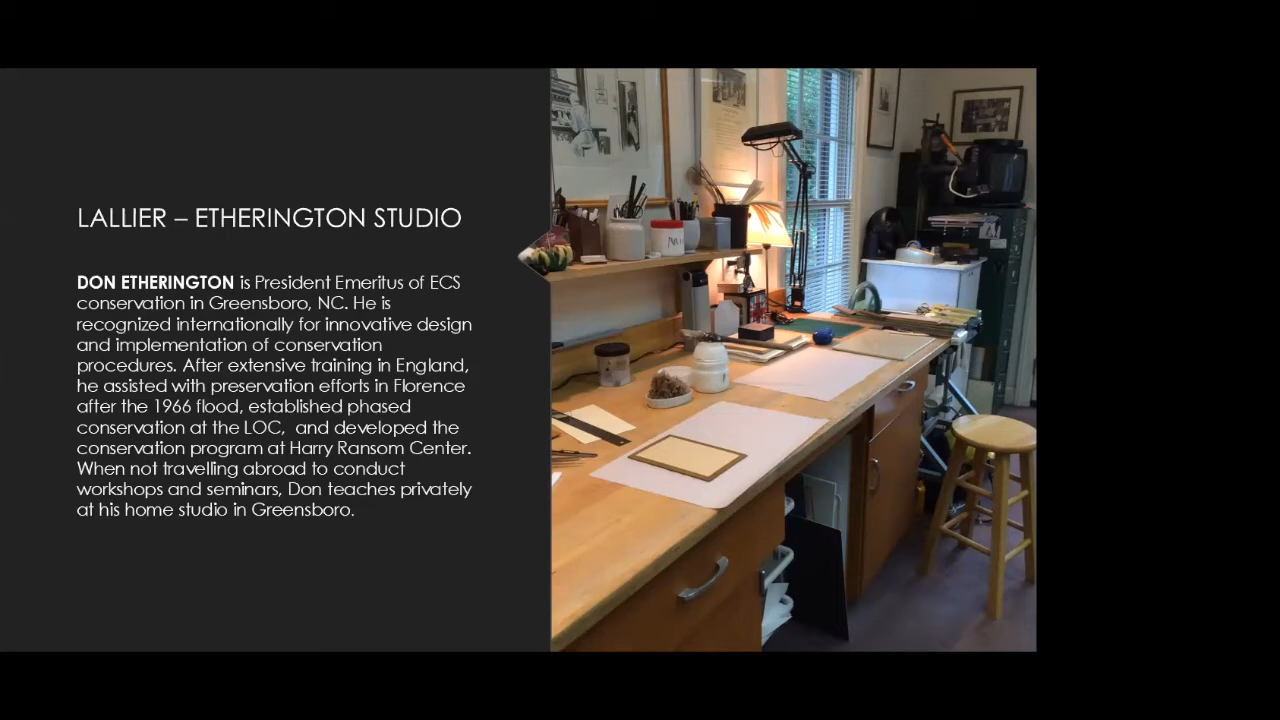 LALLIER – ETHERINGTON STUDIO
DON ETHERINGTON is President Emeritus of ECS
conservation in Greensboro, NC. He is
recognized internationally for innovative design
and implementation of conservation
procedures. After extensive training in England,
he assisted with preservation efforts in Florence
after the 1966 flood, established phased
conservation at the LOC,  and developed the
conservation program at Harry Ransom Center.
When not travelling abroad to conduct
workshops and seminars, Don teaches privately
at his home studio in Greensboro.